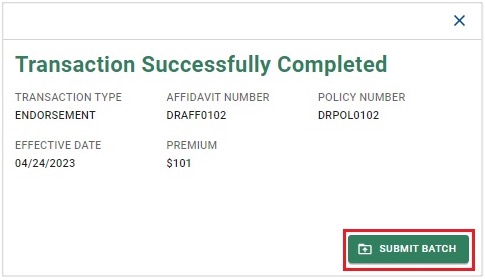 Transaction Successfully Completed
TRANSACTION TYPE AFFIDAVIT NUMBER POLICY NUMBER
ENDORSEMENT DRAFF0102 DRPOL0102
EFFECTIVE DATE PREMIUM
04/24/2023 $101
SUBMIT BATCH